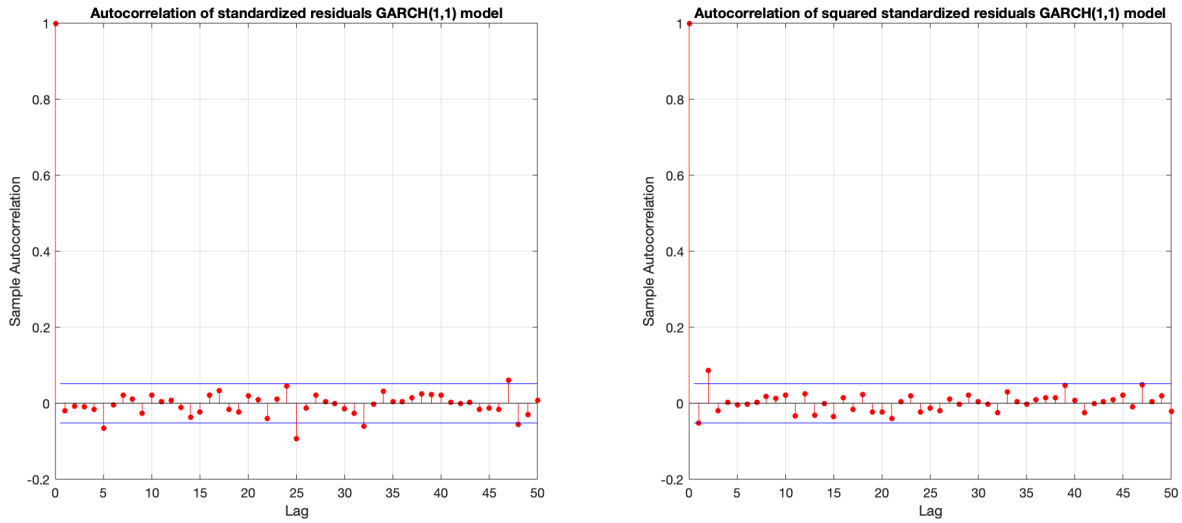 Autocorrelation of standardized residuals GARCH(1,1) model
1
0.8
0.6
0.4
0.2
0
-0.2
Sample Autocorrelation
0 5 10 15 20 25 30 35 40 45 50
Lag
Autocorrelation of squared standardized residuals GARCH(1,1) model
1
0.8
0.6
0.4
0.2
0
-0.2
Sample Autocorrelation
0 5 10 15 20 25 30 35 40 45 50
Lag